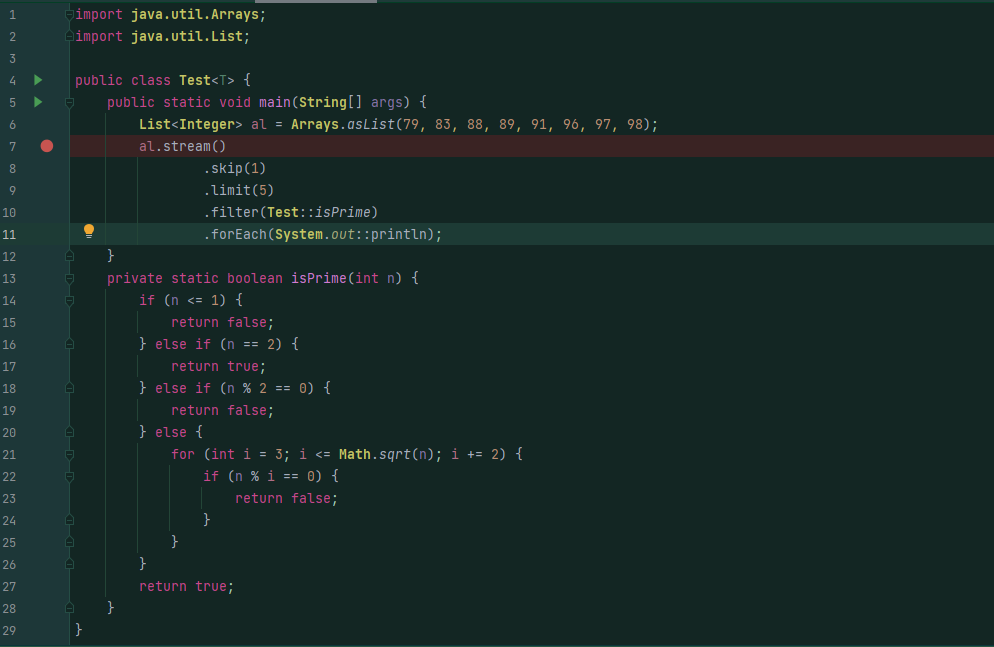 1 import java.util.Arrays;
2 import java.util.List;
3
4 public class Test<T> {
5     public static void main(String[] args) {
6         List<Integer> al = Arrays.asList(79, 83, 88, 89, 91, 96, 97, 98);
7         al.stream()
8                 .skip(1)
9                 .limit(5)
10                 .filter(Test::isPrime)
11                 .forEach(System.out::println);
12     }
13     private static boolean isPrime(int n) {
14         if (n <= 1) {
15             return false;
16         } else if (n == 2) {
17             return true;
18         } else if (n % 2 == 0) {
19             return false;
20         } else {
21             for (int i = 3; i <= Math.sqrt(n); i += 2) {
22                 if (n % i == 0) {
23                     return false;
24                 }
25             }
26         }
27         return true;
28     }
29 }